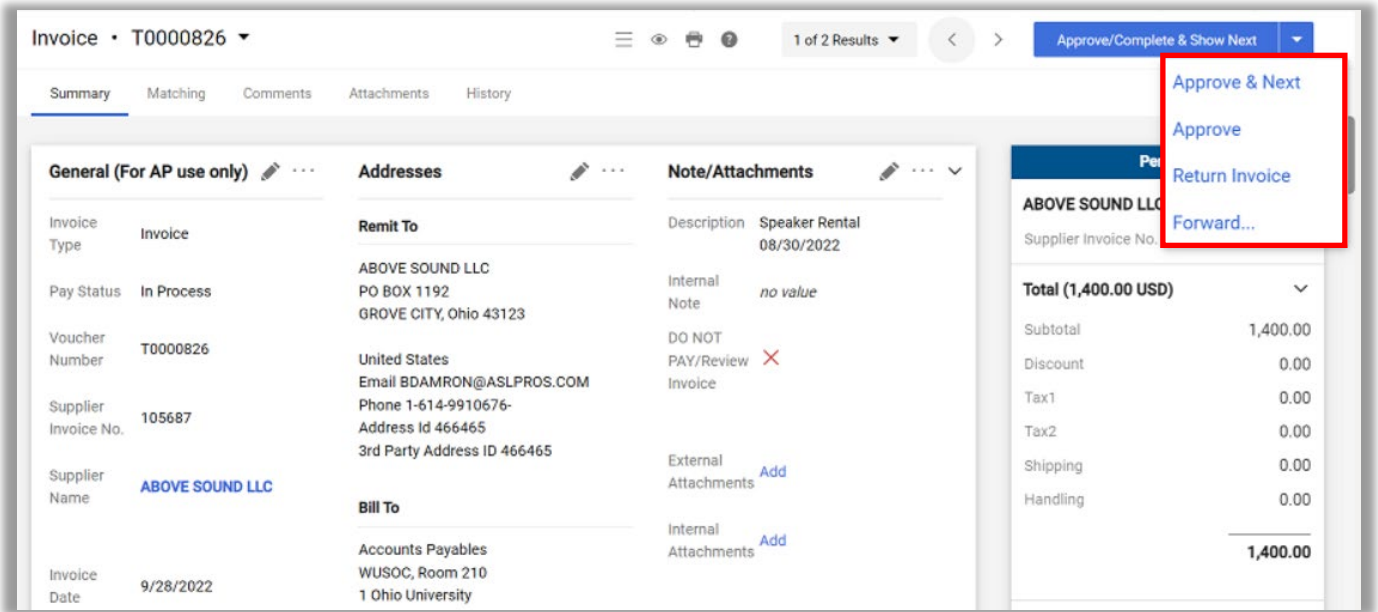 Invoice • T0000826
1 of 2 Results
Approve/Complete & Show Next
Approve & Next
Approve
Return Invoice
Forward...
Summary
Matching
Comments
Attachments
History
General (For AP use only)
Invoice
Type
Invoice
Pay Status
In Process
Voucher
Number
T0000826
Supplier
Invoice No.
105687
Supplier
Name
ABOVE SOUND LLC
Invoice
Date
9/28/2022
Addresses
Remit To
ABOVE SOUND LLC
PO BOX 1192
GROVE CITY, Ohio 43123
United States
Email BDAMRON@ASLPROS.COM
Phone 1-614-9910676-
Address Id 466465
3rd Party Address ID 466465
Bill To
Accounts Payables
WUSOC, Room 210
1 Ohio University
Note/Attachments
Description
Speaker Rental
08/30/2022
Internal
Note
no value
DO NOT
PAY/Review
Invoice
External
Attachments
Add
Internal
Attachments
Add
ABOVE SOUND LLC
Supplier Invoice No.
Total (1,400.00 USD)
Subtotal
1,400.00
Discount
0.00
Tax1
0.00
Tax2
0.00
Shipping
0.00
Handling
0.00
1,400.00